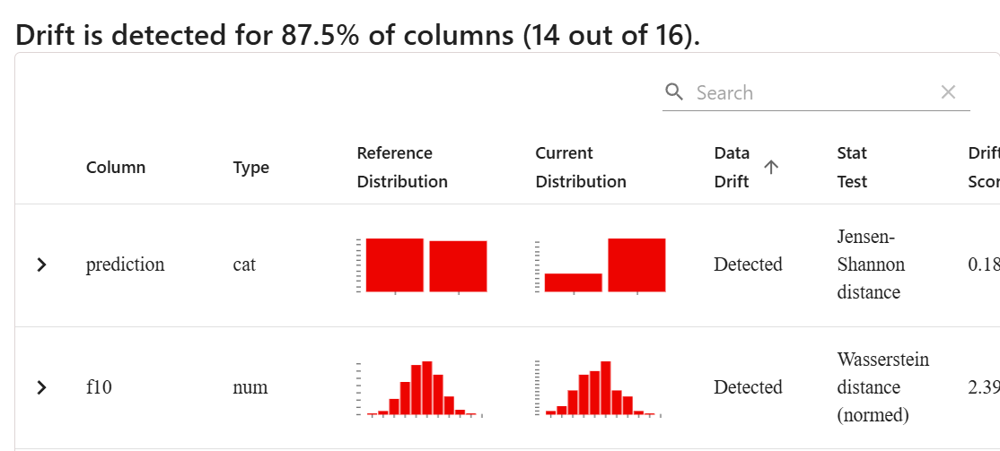 Drift is detected for 87.5% of columns (14 out of 16).
Search
Column Type Reference Distribution Current Distribution Data Drift Stat Test
prediction cat Detected Jensen-Shannon distance 0.18
f10 num Detected Wasserstein distance (normed) 2.39